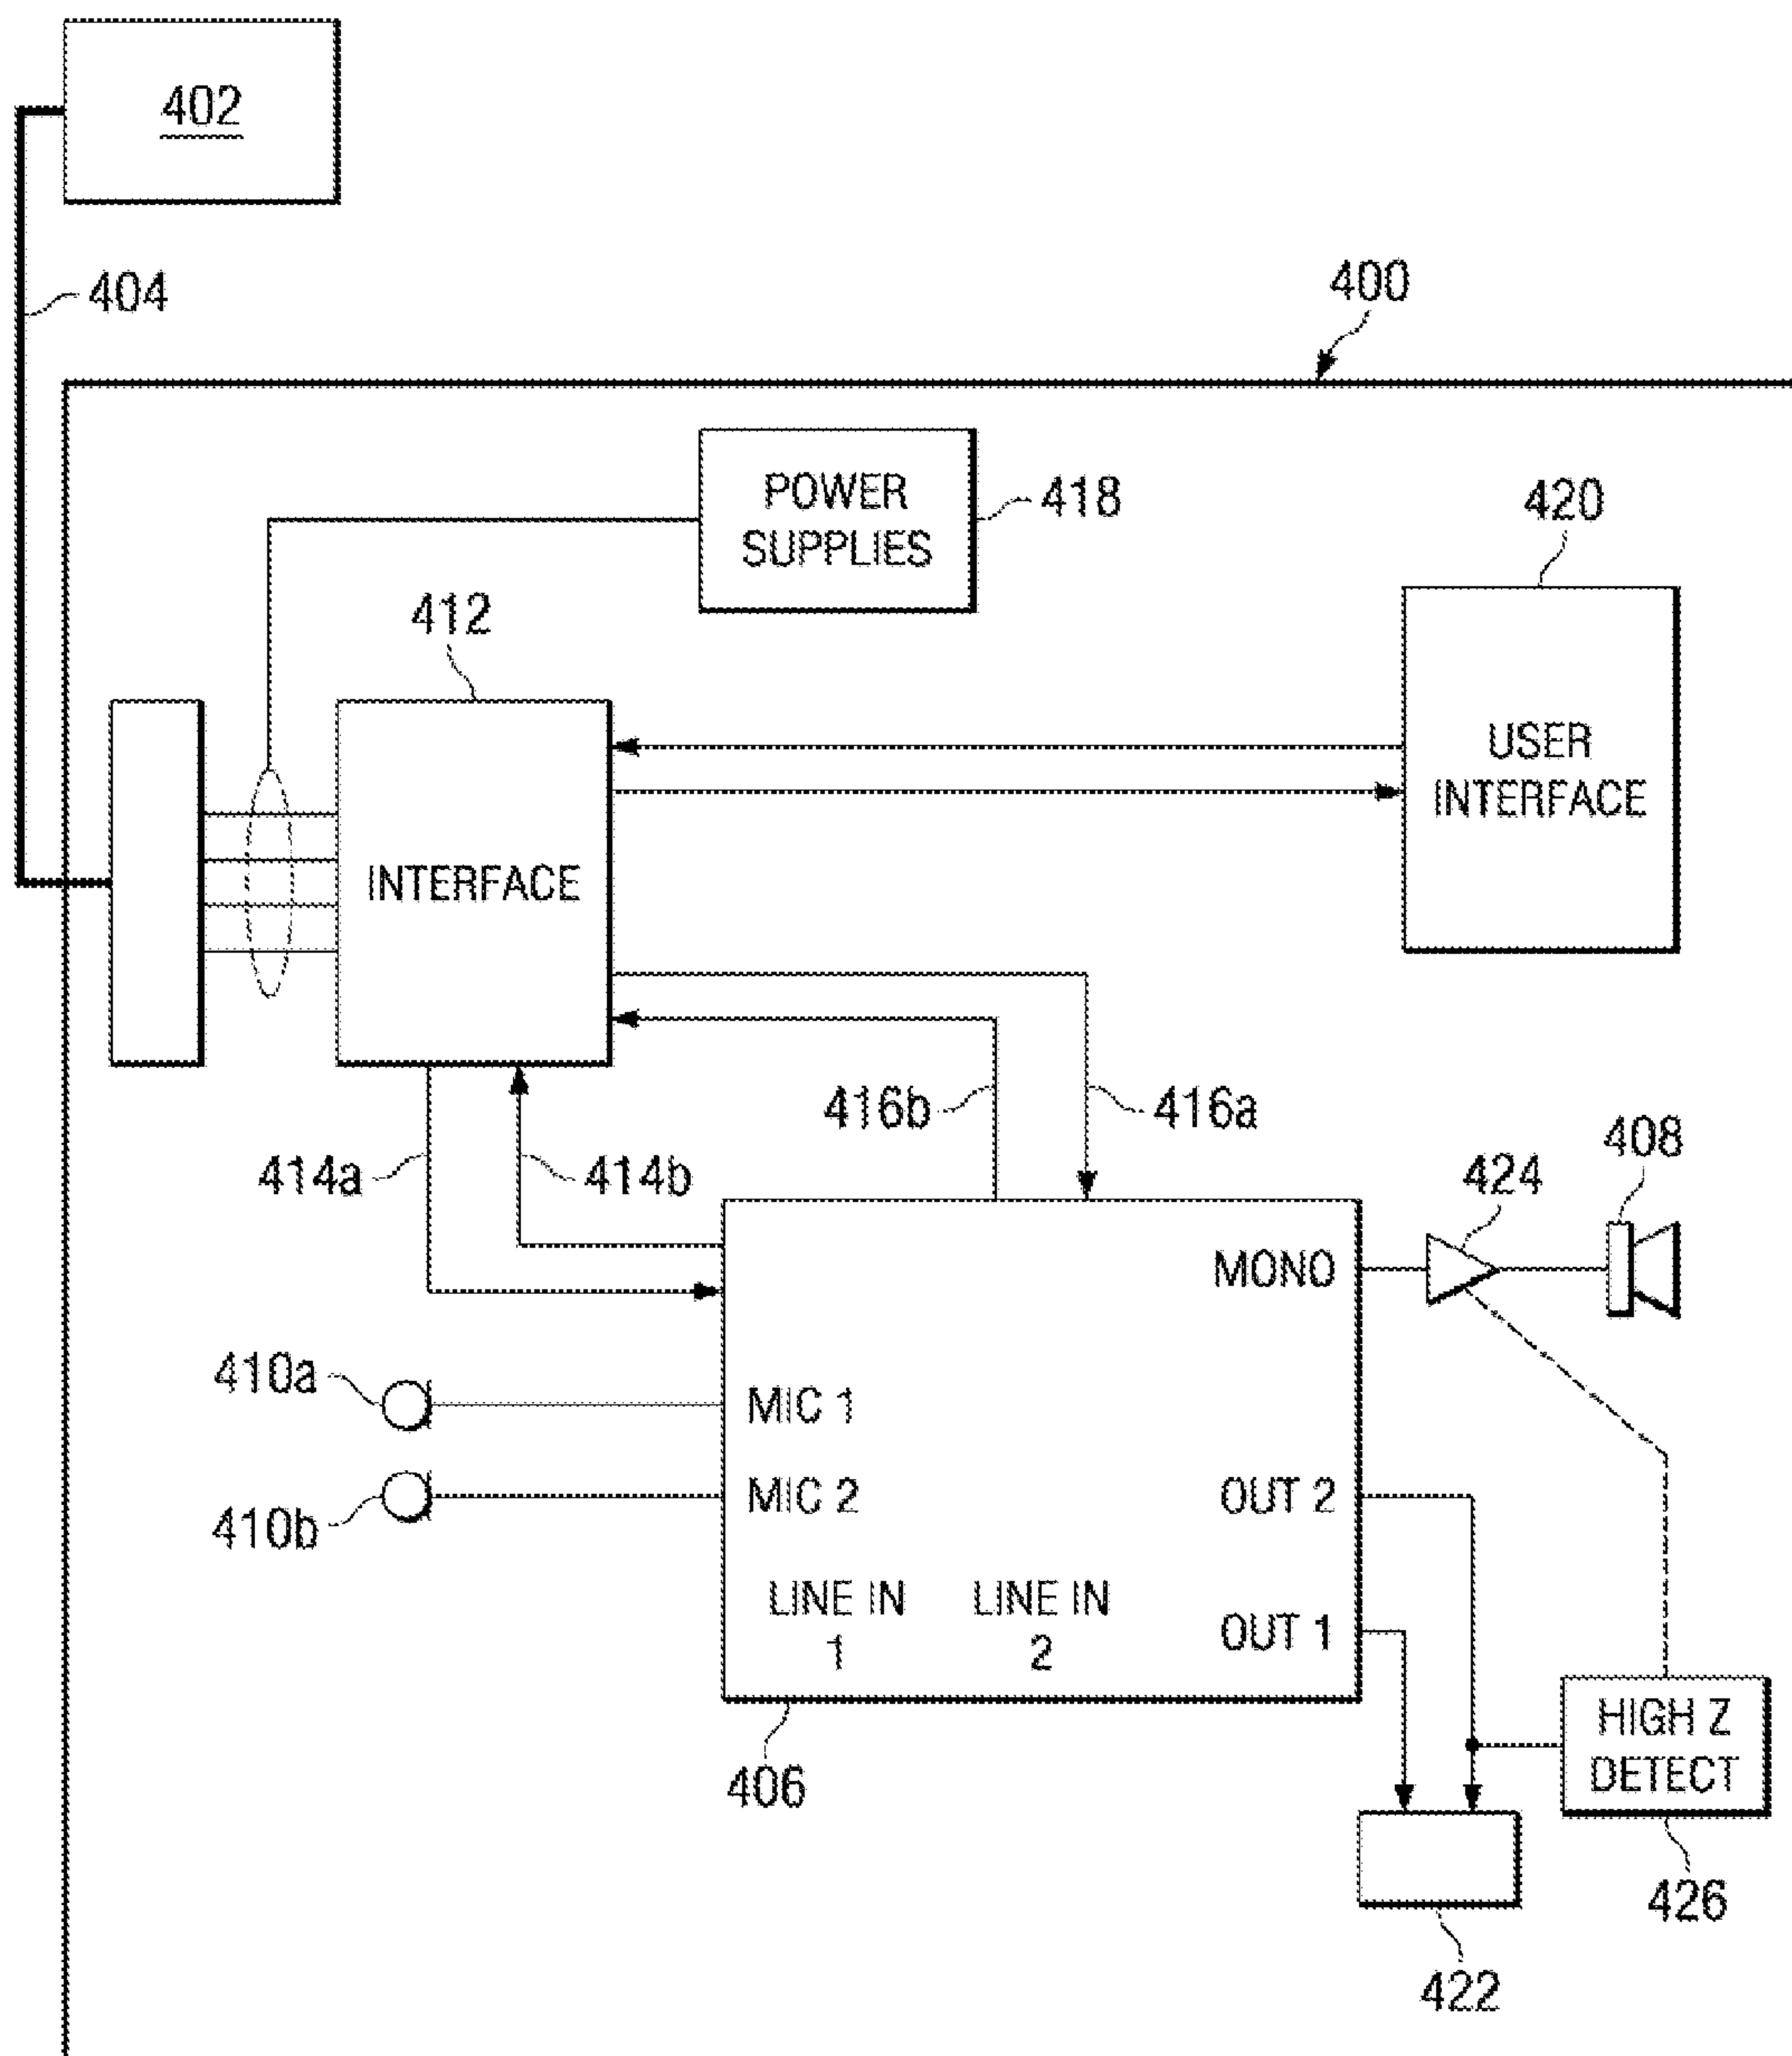 402
404
400
POWER
SUPPLIES
418
420
412
USER
INTERFACE
INTERFACE
416b
416a
408
414a
414b
424
MONO
410a
MIC 1
410b
MIC 2
OUT 2
LINE IN
1
LINE IN
2
OUT 1
406
HIGH Z
DETECT
426
422